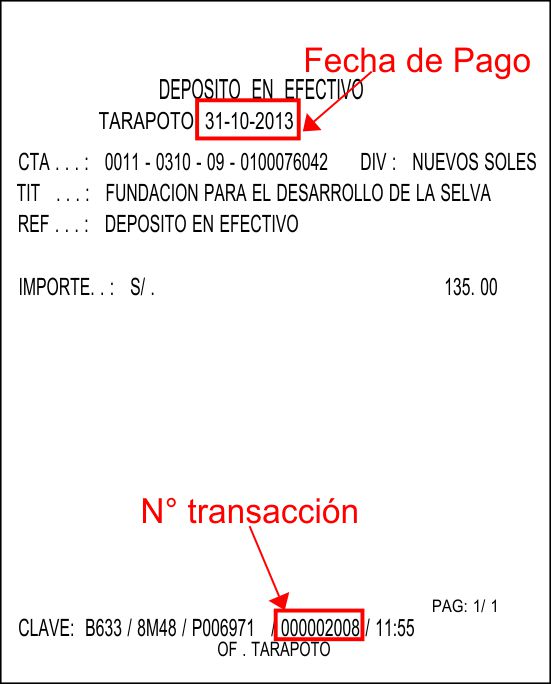 Fecha de Pago
DEPOSITO EN EFECTIVO
TARAPOTO 31-10-2013
CTA . . . : 0011 - 0310 - 09 - 0100076042 DIV : NUEVOS SOLES
TIT . . . : FUNDACION PARA EL DESARROLLO DE LA SELVA
REF . . . : DEPOSITO EN EFECTIVO
IMPORTE. . : S/ . 135. 00
N° transacción
PAG: 1/ 1
CLAVE: B633 / 8M48 / P006971 / 000002008 / 11:55
OF . TARAPOTO